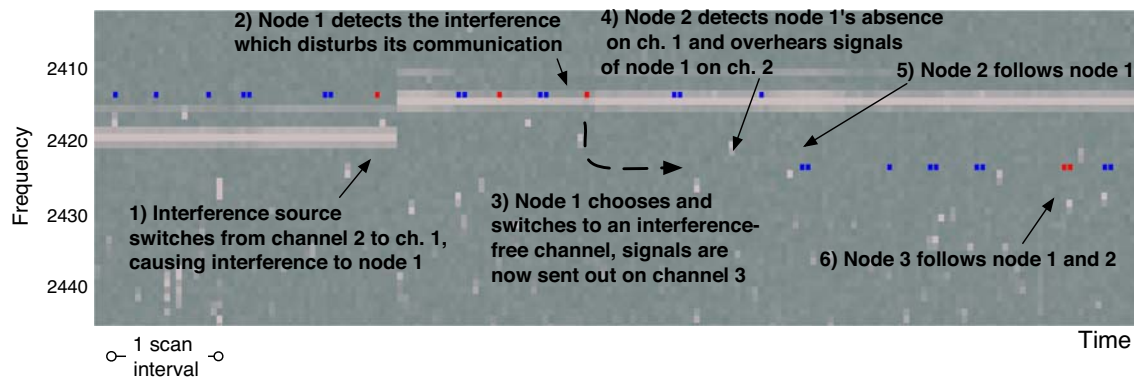 2) Node 1 detects the interference
which disturbs its communication
4) Node 2 detects node 1's absence
on ch. 1 and overhears signals
of node 1 on ch. 2
5) Node 2 follows node 1
2410
2420
2430
2440
Frequency
1) Interference source
switches from channel 2 to ch. 1,
causing interference to node 1
3) Node 1 chooses and
switches to an interference-
free channel, signals are
now sent out on channel 3
6) Node 3 follows node 1 and 2
Time
1 scan
interval